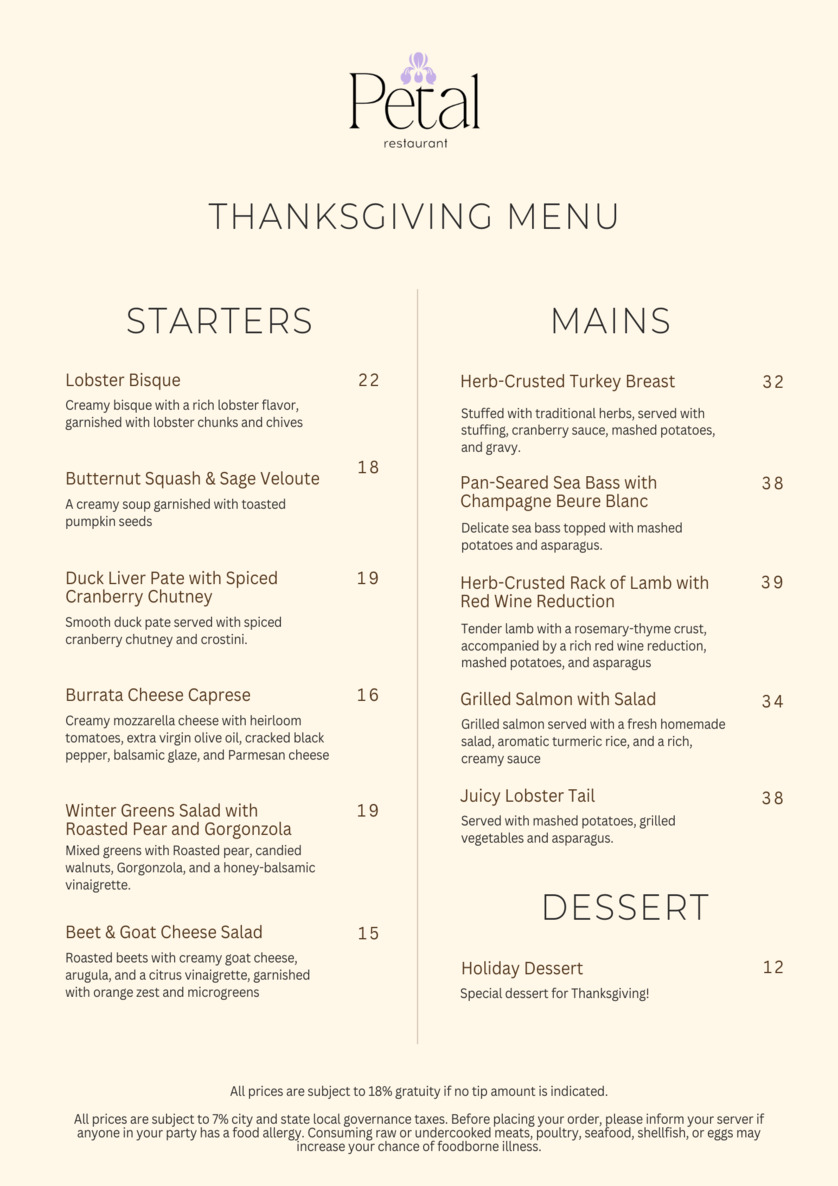 Petal
restaurant
THANKSGIVING MENU
STARTERS
Lobster Bisque 22
Creamy bisque with a rich lobster flavor,
garnished with lobster chunks and chives
Butternut Squash & Sage Veloute 18
A creamy soup garnished with toasted
pumpkin seeds
Duck Liver Pate with Spiced 19
Cranberry Chutney
Smooth duck pate served with spiced
cranberry chutney and crostini.
Burrata Cheese Caprese 16
Creamy mozzarella cheese with heirloom
tomatoes, extra virgin olive oil, cracked black
pepper, balsamic glaze, and Parmesan cheese
Winter Greens Salad with 19
Roasted Pear and Gorgonzola
Mixed greens with Roasted pear, candied
walnuts, Gorgonzola, and a honey-balsamic
vinaigrette.
Beet & Goat Cheese Salad 15
Roasted beets with creamy goat cheese,
arugula, and a citrus vinaigrette, garnished
with orange zest and microgreens
MAINS
Herb-Crusted Turkey Breast 32
Stuffed with traditional herbs, served with
stuffing, cranberry sauce, mashed potatoes,
and gravy.
Pan-Seared Sea Bass with 38
Champagne Beure Blanc
Delicate sea bass topped with mashed
potatoes and asparagus.
Herb-Crusted Rack of Lamb with 39
Red Wine Reduction
Tender lamb with a rosemary-thyme crust,
accompanied by a rich red wine reduction,
mashed potatoes, and asparagus
Grilled Salmon with Salad 34
Grilled salmon served with a fresh homemade
salad, aromatic turmeric rice, and a rich,
creamy sauce
Juicy Lobster Tail 38
Served with mashed potatoes, grilled
vegetables and asparagus.
DESSERT
Holiday Dessert 12
Special dessert for Thanksgiving!
All prices are subject to 18% gratuity if no tip amount is indicated.
All prices are subject to 7% city and state local governance taxes. Before placing your order, please inform your server if
anyone in your party has a food allergy. Consuming raw or undercooked meats, poultry, seafood, shellfish, or eggs may
increase your chance of foodborne illness.